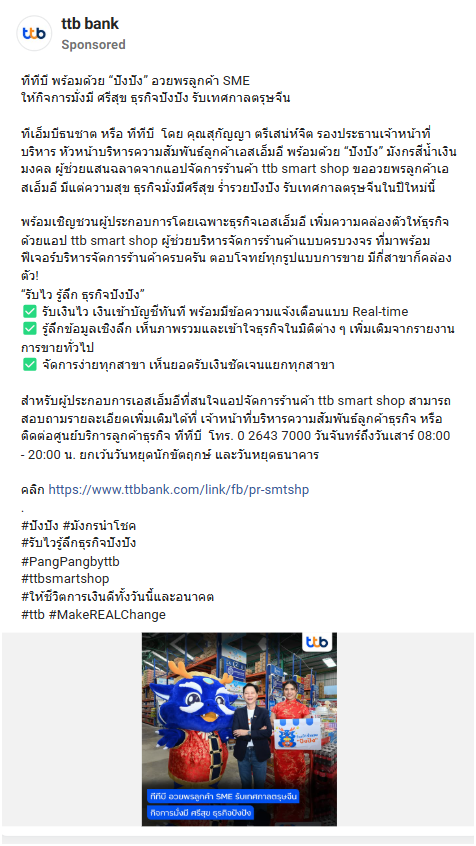 ttb
ttb bank
Sponsored
ทีทีบี พร้อมด้วย “ปังปัง” อวยพรลูกค้า SME
ให้กิจการมั่งมี ศรีสุข ธุรกิจปังปัง รับเทศกาลตรุษจีน
ทีเอ็มบีธนชาต หรือ ทีทีบี โดย คุณสุกัญญา ตรีเสน่ห์จิต รองประธานเจ้าหน้าที่
บริหาร หัวหน้าบริหารความสัมพันธ์ลูกค้าเอสเอ็มอี พร้อมด้วย “ปังปัง” มังกรสีน้ำเงิน
มงคล ผู้ช่วยแสนฉลาดจากแอปจัดการร้านค้า ttb smart shop ขออวยพรลูกค้าเอ
สเอ็มอี มีแต่ความสุข ธุรกิจมั่งมีศรีสุข ร่ำรวยปังปัง รับเทศกาลตรุษจีนในปีใหม่นี้
พร้อมเชิญชวนผู้ประกอบการโดยเฉพาะธุรกิจเอสเอ็มอี เพิ่มความคล่องตัวให้ธุรกิจ
ด้วยแอป ttb smart shop ผู้ช่วยบริหารจัดการร้านค้าแบบครบวงจร ที่มาพร้อม
ฟีเจอร์บริหารจัดการร้านค้าครบครัน ตอบโจทย์ทุกรูปแบบการขาย มีกี่สาขาก็คล่อง
ตัว!
“รับไว รู้ลึก ธุรกิจปังปัง”
✅ รับเงินไว เงินเข้าบัญชีทันที พร้อมมีข้อความแจ้งเตือนแบบ Real-time
✅ รู้ลึกข้อมูลเชิงลึก เห็นภาพรวมและเข้าใจธุรกิจในมิติต่าง ๆ เพิ่มเติมจากรายงาน
การขายทั่วไป
✅ จัดการง่ายทุกสาขา เห็นยอดรับเงินชัดเจนแยกทุกสาขา
สำหรับผู้ประกอบการเอสเอ็มอีที่สนใจแอปจัดการร้านค้า ttb smart shop สามารถ
สอบถามรายละเอียดเพิ่มเติมได้ที่ เจ้าหน้าที่บริหารความสัมพันธ์ลูกค้าธุรกิจ หรือ
ติดต่อศูนย์บริการลูกค้าธุรกิจ ทีทีบี โทร. 0 2643 7000 วันจันทร์ถึงวันเสาร์ 08:00
- 20:00 น. ยกเว้นวันหยุดนักขัตฤกษ์ และวันหยุดธนาคาร
คลิก https://www.ttbbank.com/link/fb/pr-smtshp
.
#ปังปัง #มังกรนำโชค
#รับไวรู้ลึกธุรกิจปังปัง
#PangPangbyttb
#ttbsmartshop
#ให้ชีวิตการเงินดีทั้งวันนี้และอนาคต
#ttb #MakeREALChange
ttb
ทีทีบี อวยพรลูกค้า SME รับเทศกาลตรุษจีน
กิจการมั่งมี ศรีสุข ธุรกิจปังปัง